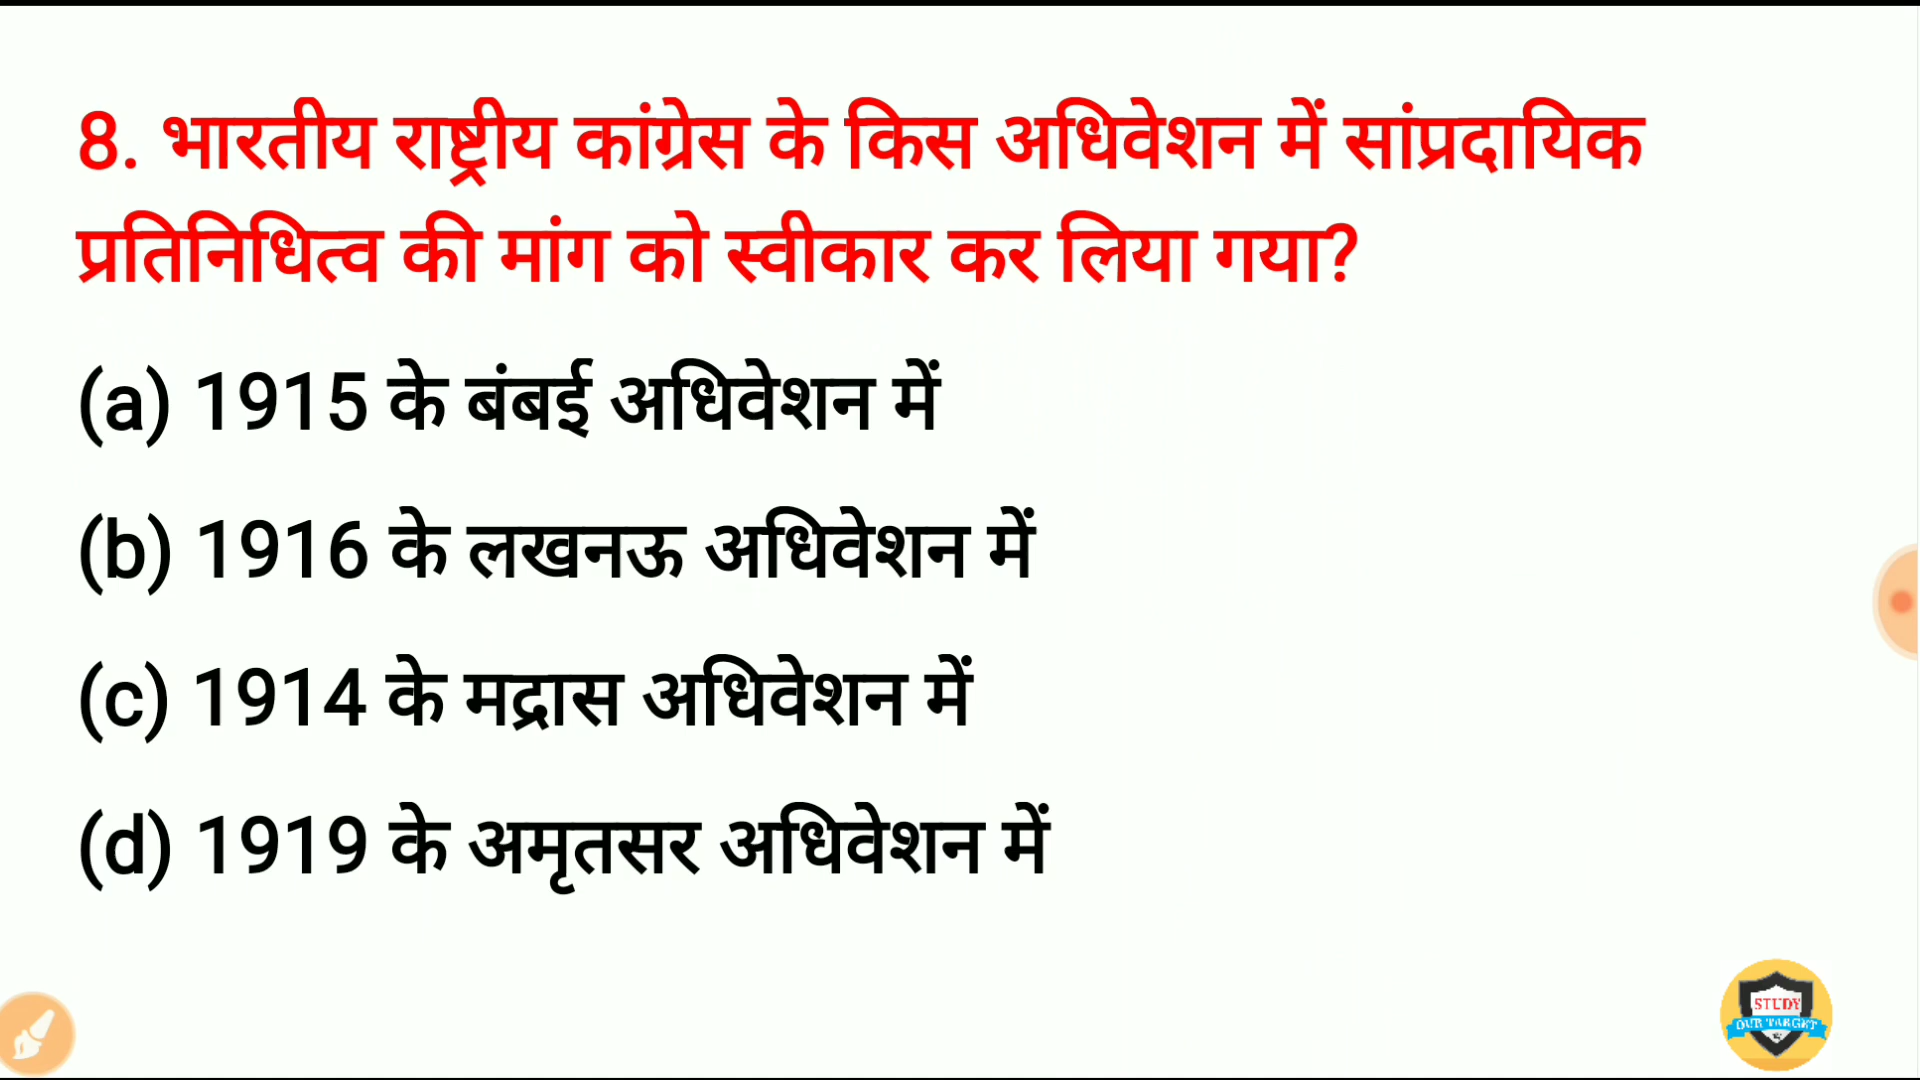 8. भारतीय राष्ट्रीय कांग्रेस के किस अधिवेशन में सांप्रदायिक
प्रतिनिधित्व की मांग को स्वीकार कर लिया गया?
(a) 1915 के बंबई अधिवेशन में
(b) 1916 के लखनऊ अधिवेशन में
(c) 1914 के मद्रास अधिवेशन में
(d) 1919 के अमृतसर अधिवेशन में
STUDY
OUR TARGET